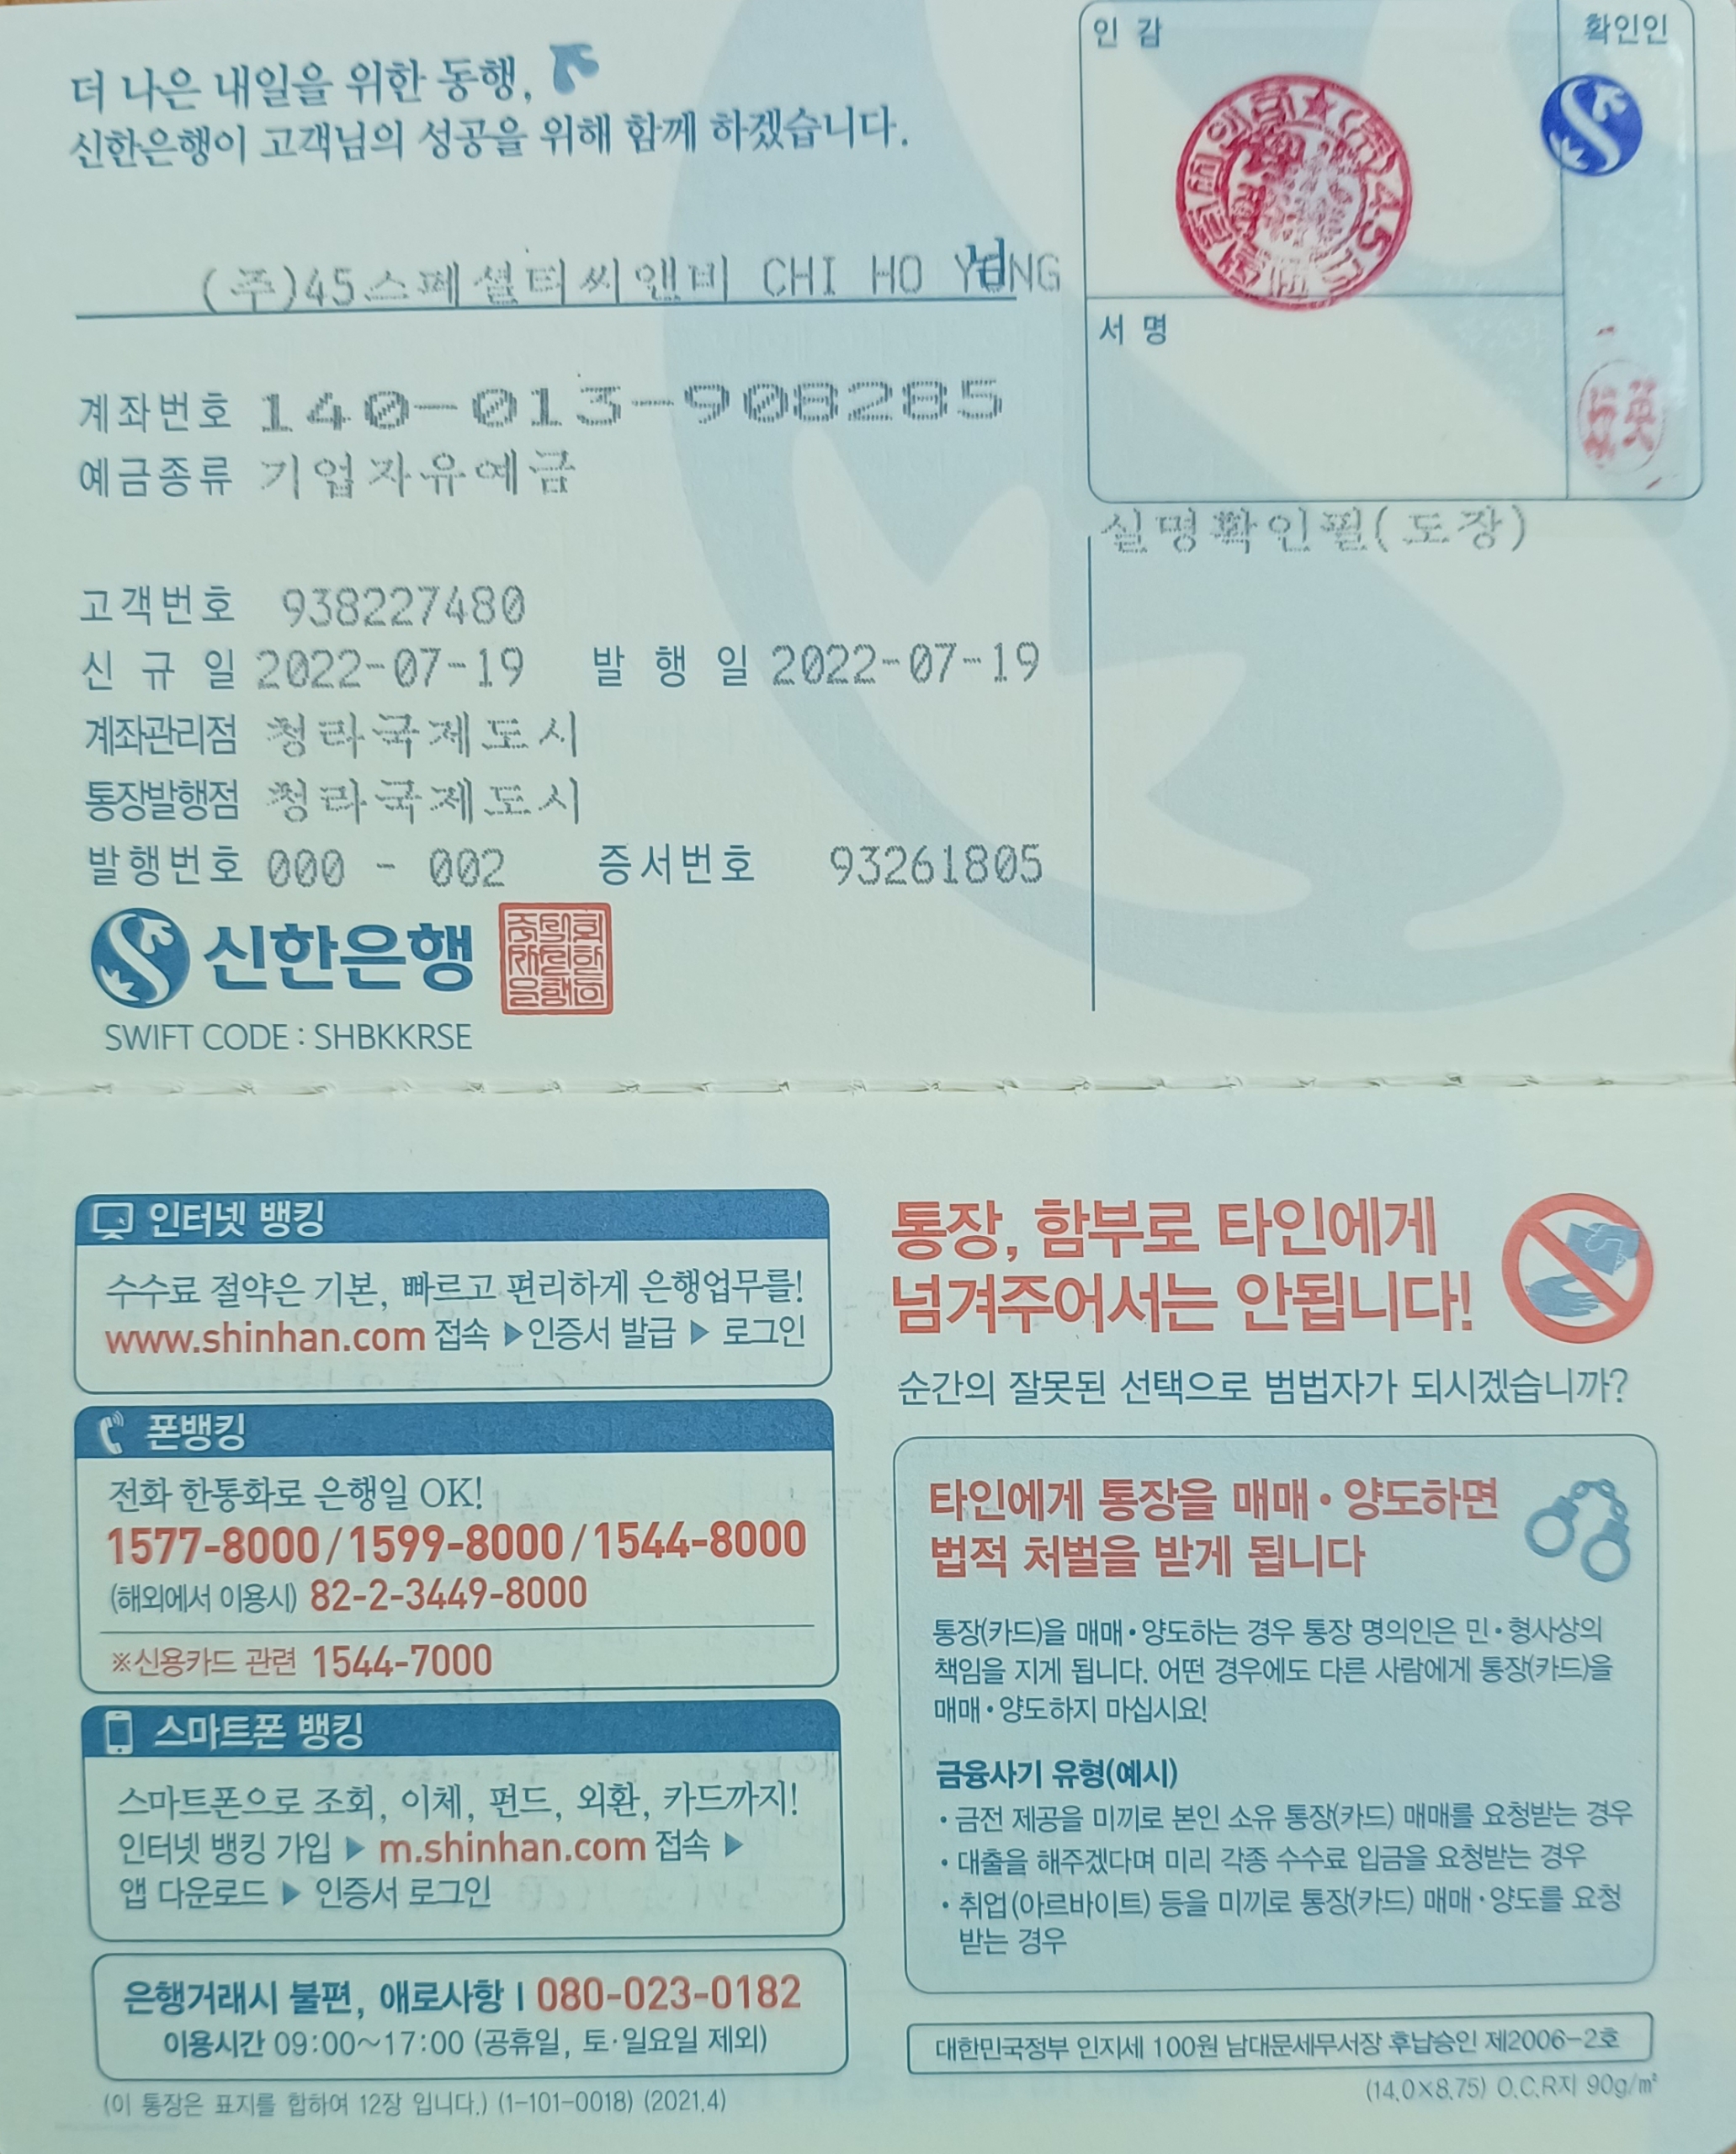 더 나은 내일을 위한 동행,
신한은행이 고객님의 성공을 위해 함께 하겠습니다.
(주)45스페셜티씨앤비 CHI HO YONG 님
계좌번호 140-013-908285
예금종류 기업자유예금
고객번호 938227480
신 규 일 2022-07-19 발 행 일 2022-07-19
계좌관리점 청라국제도시
통장발행점 청라국제도시
발행번호 000 - 002 증서번호 93261805
신한은행
SWIFT CODE : SHBKKRSE
인 감
확인인
서 명
실명확인필(도장)
인터넷 뱅킹
수수료 절약은 기본, 빠르고 편리하게 은행업무를!
www.shinhan.com 접속 ▶ 인증서 발급 ▶ 로그인
폰뱅킹
전화 한통화로 은행일 OK!
1577-8000 / 1599-8000 / 1544-8000
(해외에서 이용시) 82-2-3449-8000
※신용카드 관련 1544-7000
스마트폰 뱅킹
스마트폰으로 조회, 이체, 펀드, 외환, 카드까지!
인터넷 뱅킹 가입 ▶ m.shinhan.com 접속 ▶
앱 다운로드 ▶ 인증서 로그인
은행거래시 불편, 애로사항 | 080-023-0182
이용시간 09:00~17:00 (공휴일, 토·일요일 제외)
(이 통장은 표지를 합하여 12장 입니다.) (1-101-0018) (2021.4)
통장, 함부로 타인에게
넘겨주어서는 안됩니다!
순간의 잘못된 선택으로 범법자가 되시겠습니까?
타인에게 통장을 매매·양도하면
법적 처벌을 받게 됩니다
통장(카드)을 매매·양도하는 경우 통장 명의인은 민·형사상의
책임을 지게 됩니다. 어떤 경우에도 다른 사람에게 통장(카드)을
매매·양도하지 마십시요!
금융사기 유형(예시)
· 금전 제공을 미끼로 본인 소유 통장(카드) 매매를 요청받는 경우
· 대출을 해주겠다며 미리 각종 수수료 입금을 요청받는 경우
· 취업(아르바이트) 등을 미끼로 통장(카드) 매매·양도를 요청
받는 경우
대한민국정부 인지세 100원 남대문세무서장 후납승인 제2006-2호
(14.0×8.75) O.C.R지 90g/㎡